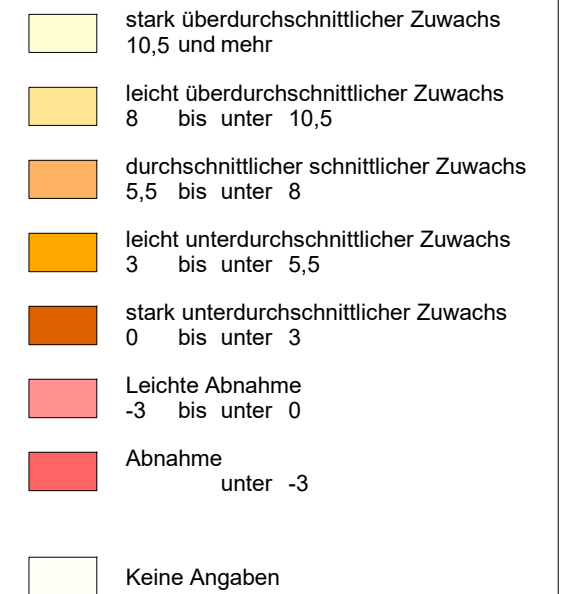 stark überdurchschnittlicher Zuwachs
10,5 und mehr
leicht überdurchschnittlicher Zuwachs
8 bis unter 10,5
durchschnittlicher schnittlicher Zuwachs
5,5 bis unter 8
leicht unterdurchschnittlicher Zuwachs
3 bis unter 5,5
stark unterdurchschnittlicher Zuwachs
0 bis unter 3
Leichte Abnahme
-3 bis unter 0
Abnahme
unter -3
Keine Angaben